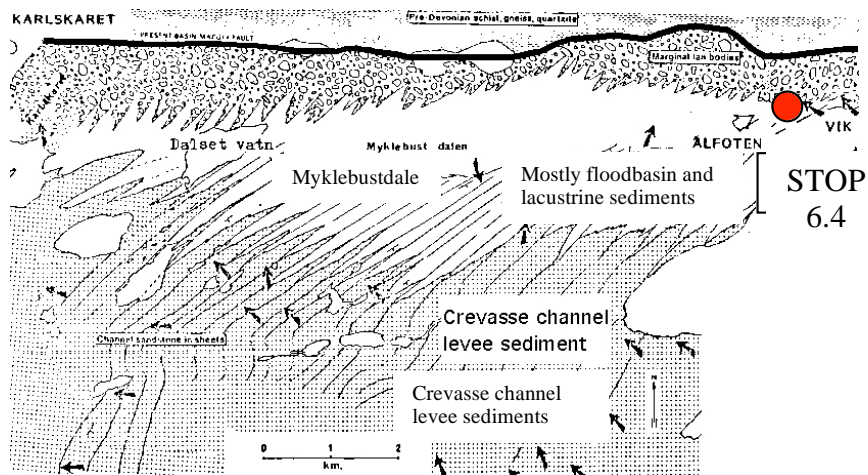 KARLSKARET
Pre-Devonian schist, gneiss, quartzite
PRESENT BASIN MARGIN FAULT
Marginal fan bodies
VIK
Dalset vatn
Myklebust dalen
ÅLFOTEN
Myklebustdale
Mostly floodbasin and
lacustrine sediments
STOP
6.4
Crevasse channel
levee sediment
Channel sandstone in sheets
Crevasse channel
levee sediments
N
0 1 2
km.